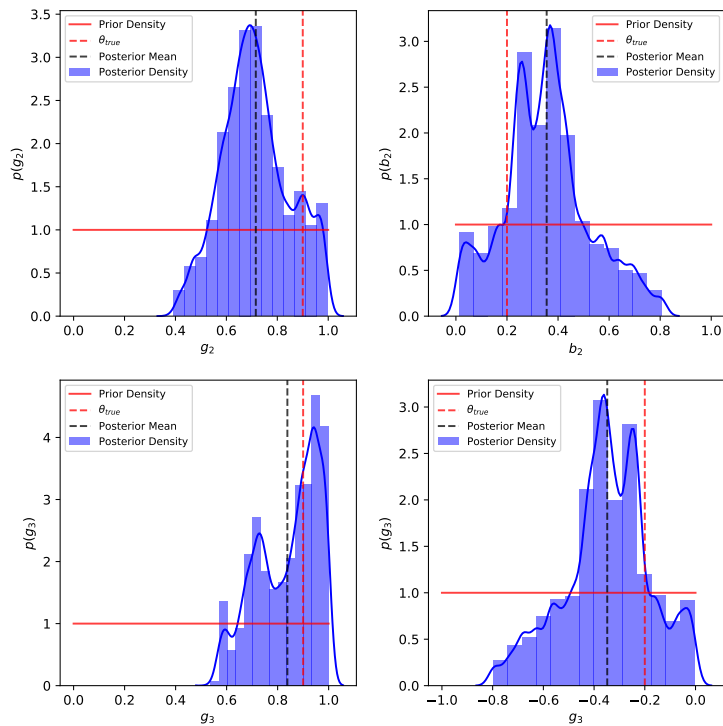 Prior Density
θtrue
Posterior Mean
Posterior Density
p(g2)
3.5
3.0
2.5
2.0
1.5
1.0
0.5
0.0
0.0 0.2 0.4 0.6 0.8 1.0
g2
Prior Density
θtrue
Posterior Mean
Posterior Density
p(b2)
3.0
2.5
2.0
1.5
1.0
0.5
0.0
0.0 0.2 0.4 0.6 0.8 1.0
b2
Prior Density
θtrue
Posterior Mean
Posterior Density
p(g3)
4
3
2
1
0
0.0 0.2 0.4 0.6 0.8 1.0
g3
Prior Density
θtrue
Posterior Mean
Posterior Density
p(g3)
3.0
2.5
2.0
1.5
1.0
0.5
0.0
−1.0 −0.8 −0.6 −0.4 −0.2 0.0
g3